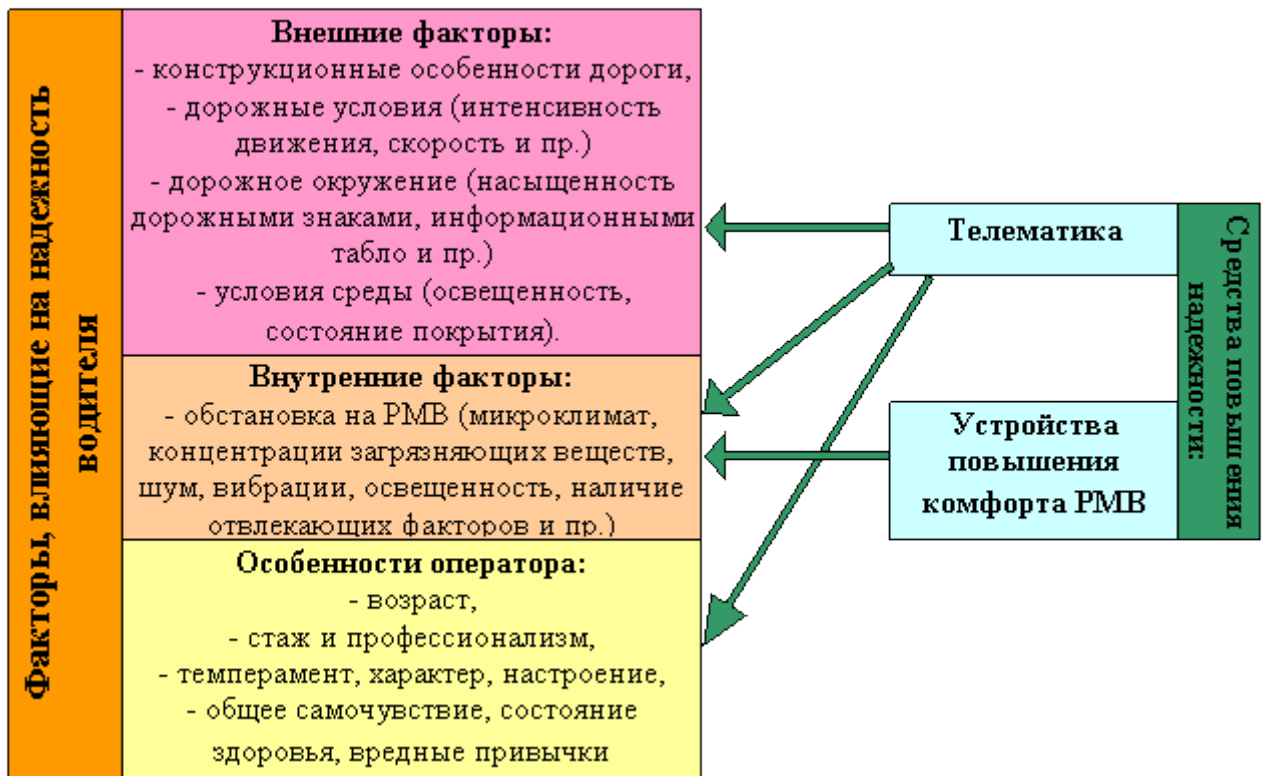 Факторы, влияющие на надежность
водителя
Внешние факторы:
- конструкционные особенности дороги,
- дорожные условия (интенсивность
движения, скорость и пр.)
- дорожное окружение (насыщенность
дорожными знаками, информационными
табло и пр.)
- условия среды (освещенность,
состояние покрытия).
Внутренние факторы:
- обстановка на РМВ (микроклимат,
концентрации загрязняющих веществ,
шум, вибрации, освещенность, наличие
отвлекающих факторов и пр.)
Особенности оператора:
- возраст,
- стаж и профессионализм,
- темперамент, характер, настроение,
- общее самочувствие, состояние
здоровья, вредные привычки
Телематика
Устройства
повышения
комфорта РМВ
Средства повышения
надежности: